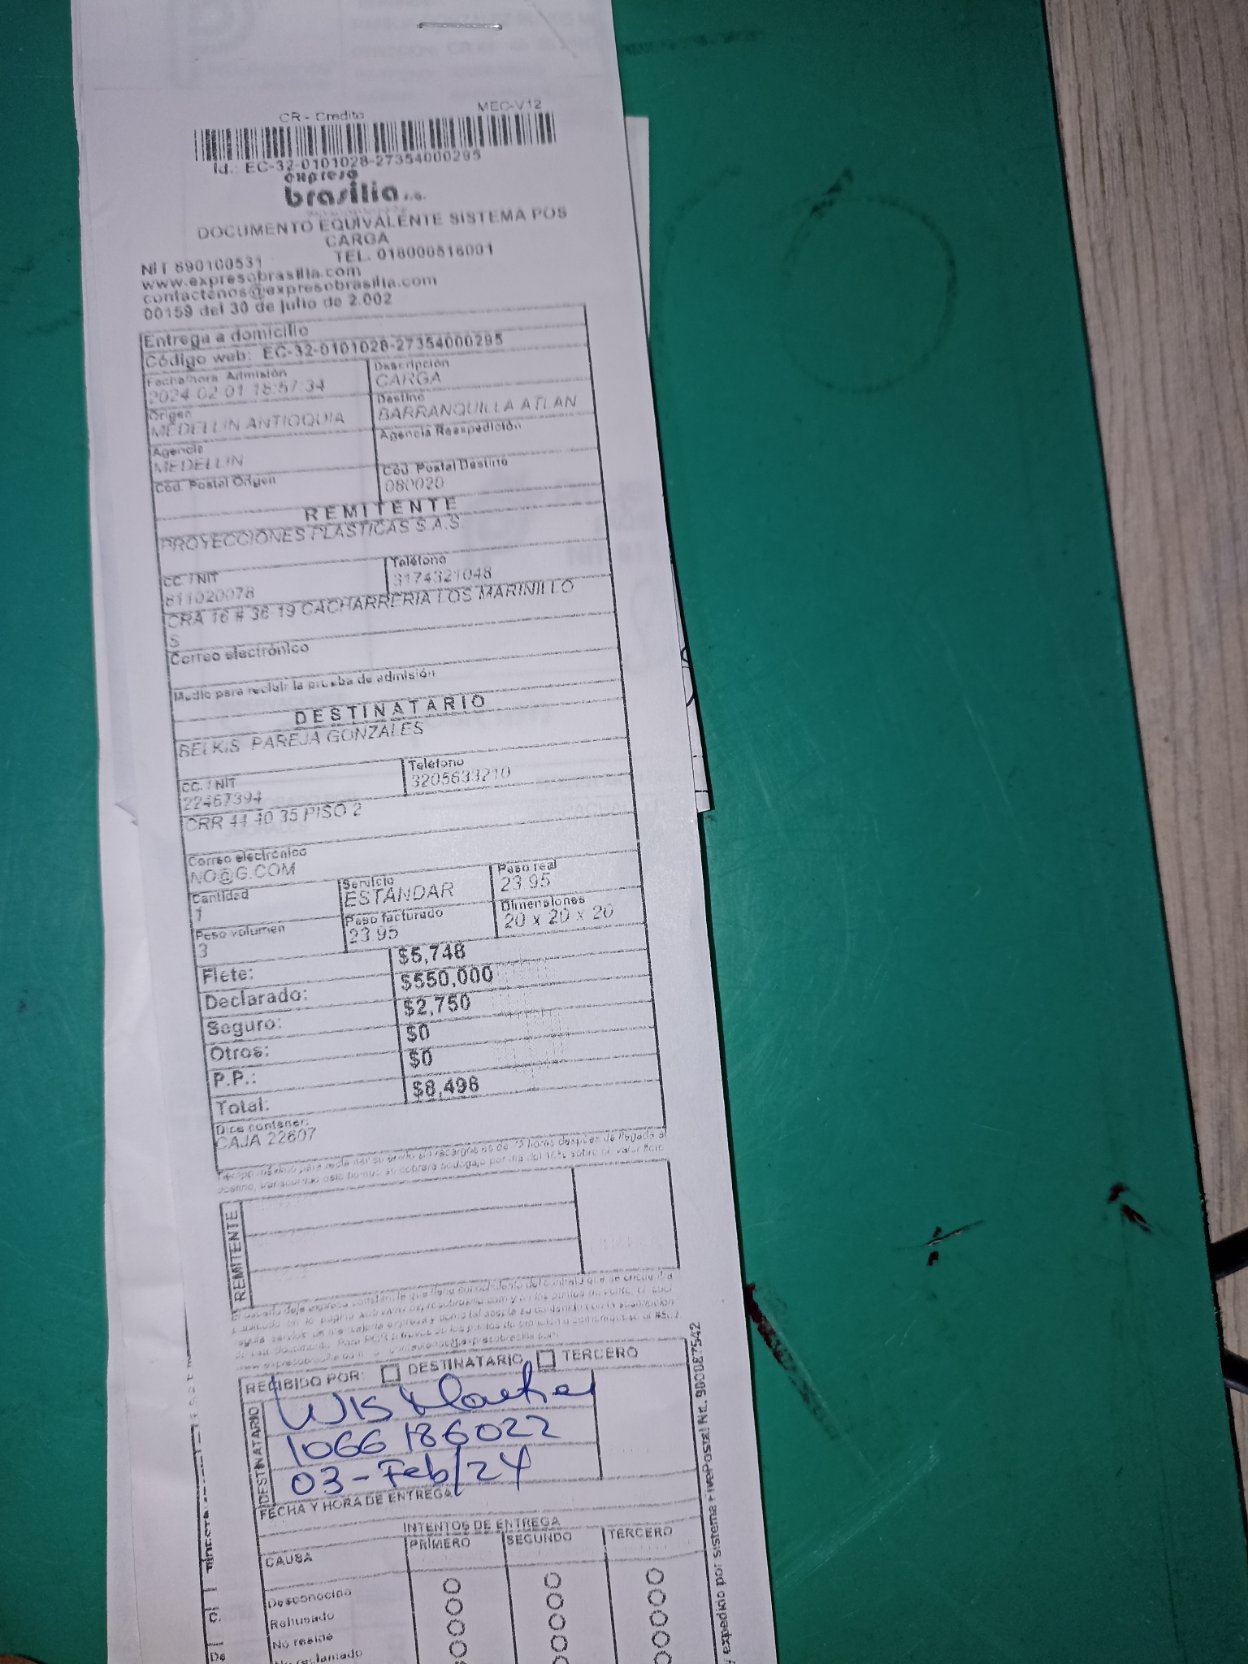 CR - Credito MEC-V12
Id.: EC-32-0101028-27354000295
expreso
brasilia s.a.
DOCUMENTO EQUIVALENTE SISTEMA POS
CARGA
NIT 890100531 TEL. 018000516001
www.expresobrasilia.com
contactenos@expresobrasilia.com
00159 del 30 de julio de 2.002
Entrega a domicilio
Código web: EC-32-0101028-27354000295
Fecha/hora Admisión Descripción
2024 02 01 18:57:34 CARGA
Origen Destino
MEDELLIN ANTIOQUIA BARRANQUILLA ATLAN
Agencia Agencia Reexpedición
MEDELLIN
Cod. Postal Origen Cod. Postal Destino
080020
REMITENTE
PROYECCIONES PLASTICAS S.A.S
CC. / NIT Teléfono
811020078 3174321048
CRA 16 # 36 19 CACHARRERIA LOS MARINILLO
S
Correo electrónico
Medio para recibir la prueba de admisión
DESTINATARIO
BELKIS PAREJA GONZALES
CC. / NIT Teléfono
22467394 3205633210
CRR 44 40 35 PISO 2
Correo electrónico
NO@G.COM
Cantidad Servicio Peso real
1 ESTANDAR 23.95
Peso volumen Peso facturado Dimensiones
3 23.95 20 x 20 x 20
Flete: $5,748
Declarado: $550,000
Seguro: $2,750
Otros: $0
P.P.: $0
Total: $8,498
Dice contener:
CAJA 22607
REMITENTE
RECIBIDO POR: DESTINATARIO TERCERO
DESTINATARIO
1066 186022
03-Feb/24
FECHA Y HORA DE ENTREGA
INTENTOS DE ENTREGA
CAUSA PRIMERO SEGUNDO TERCERO
Desconocido
Rehusado
No reside
No reclamado